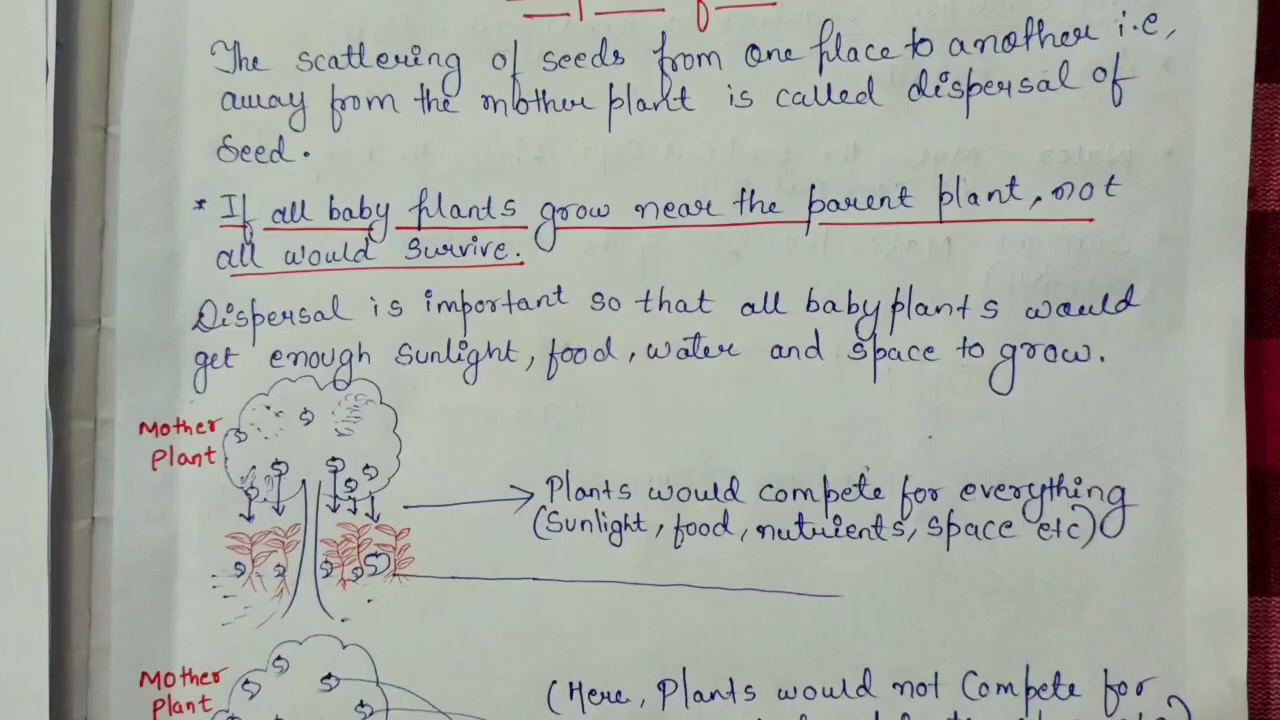 The scattering of seeds from one place to another i.e,
away from the mother plant is called dispersal of
seed.
* If all baby plants grow near the parent plant, not
all would survive.
Dispersal is important so that all baby plants would
get enough sunlight, food, water and space to grow.
Mother
Plant
Plants would compete for everything
(Sunlight, food, nutrients, space etc)
Mother
Plant
(Here, Plants would not compete for